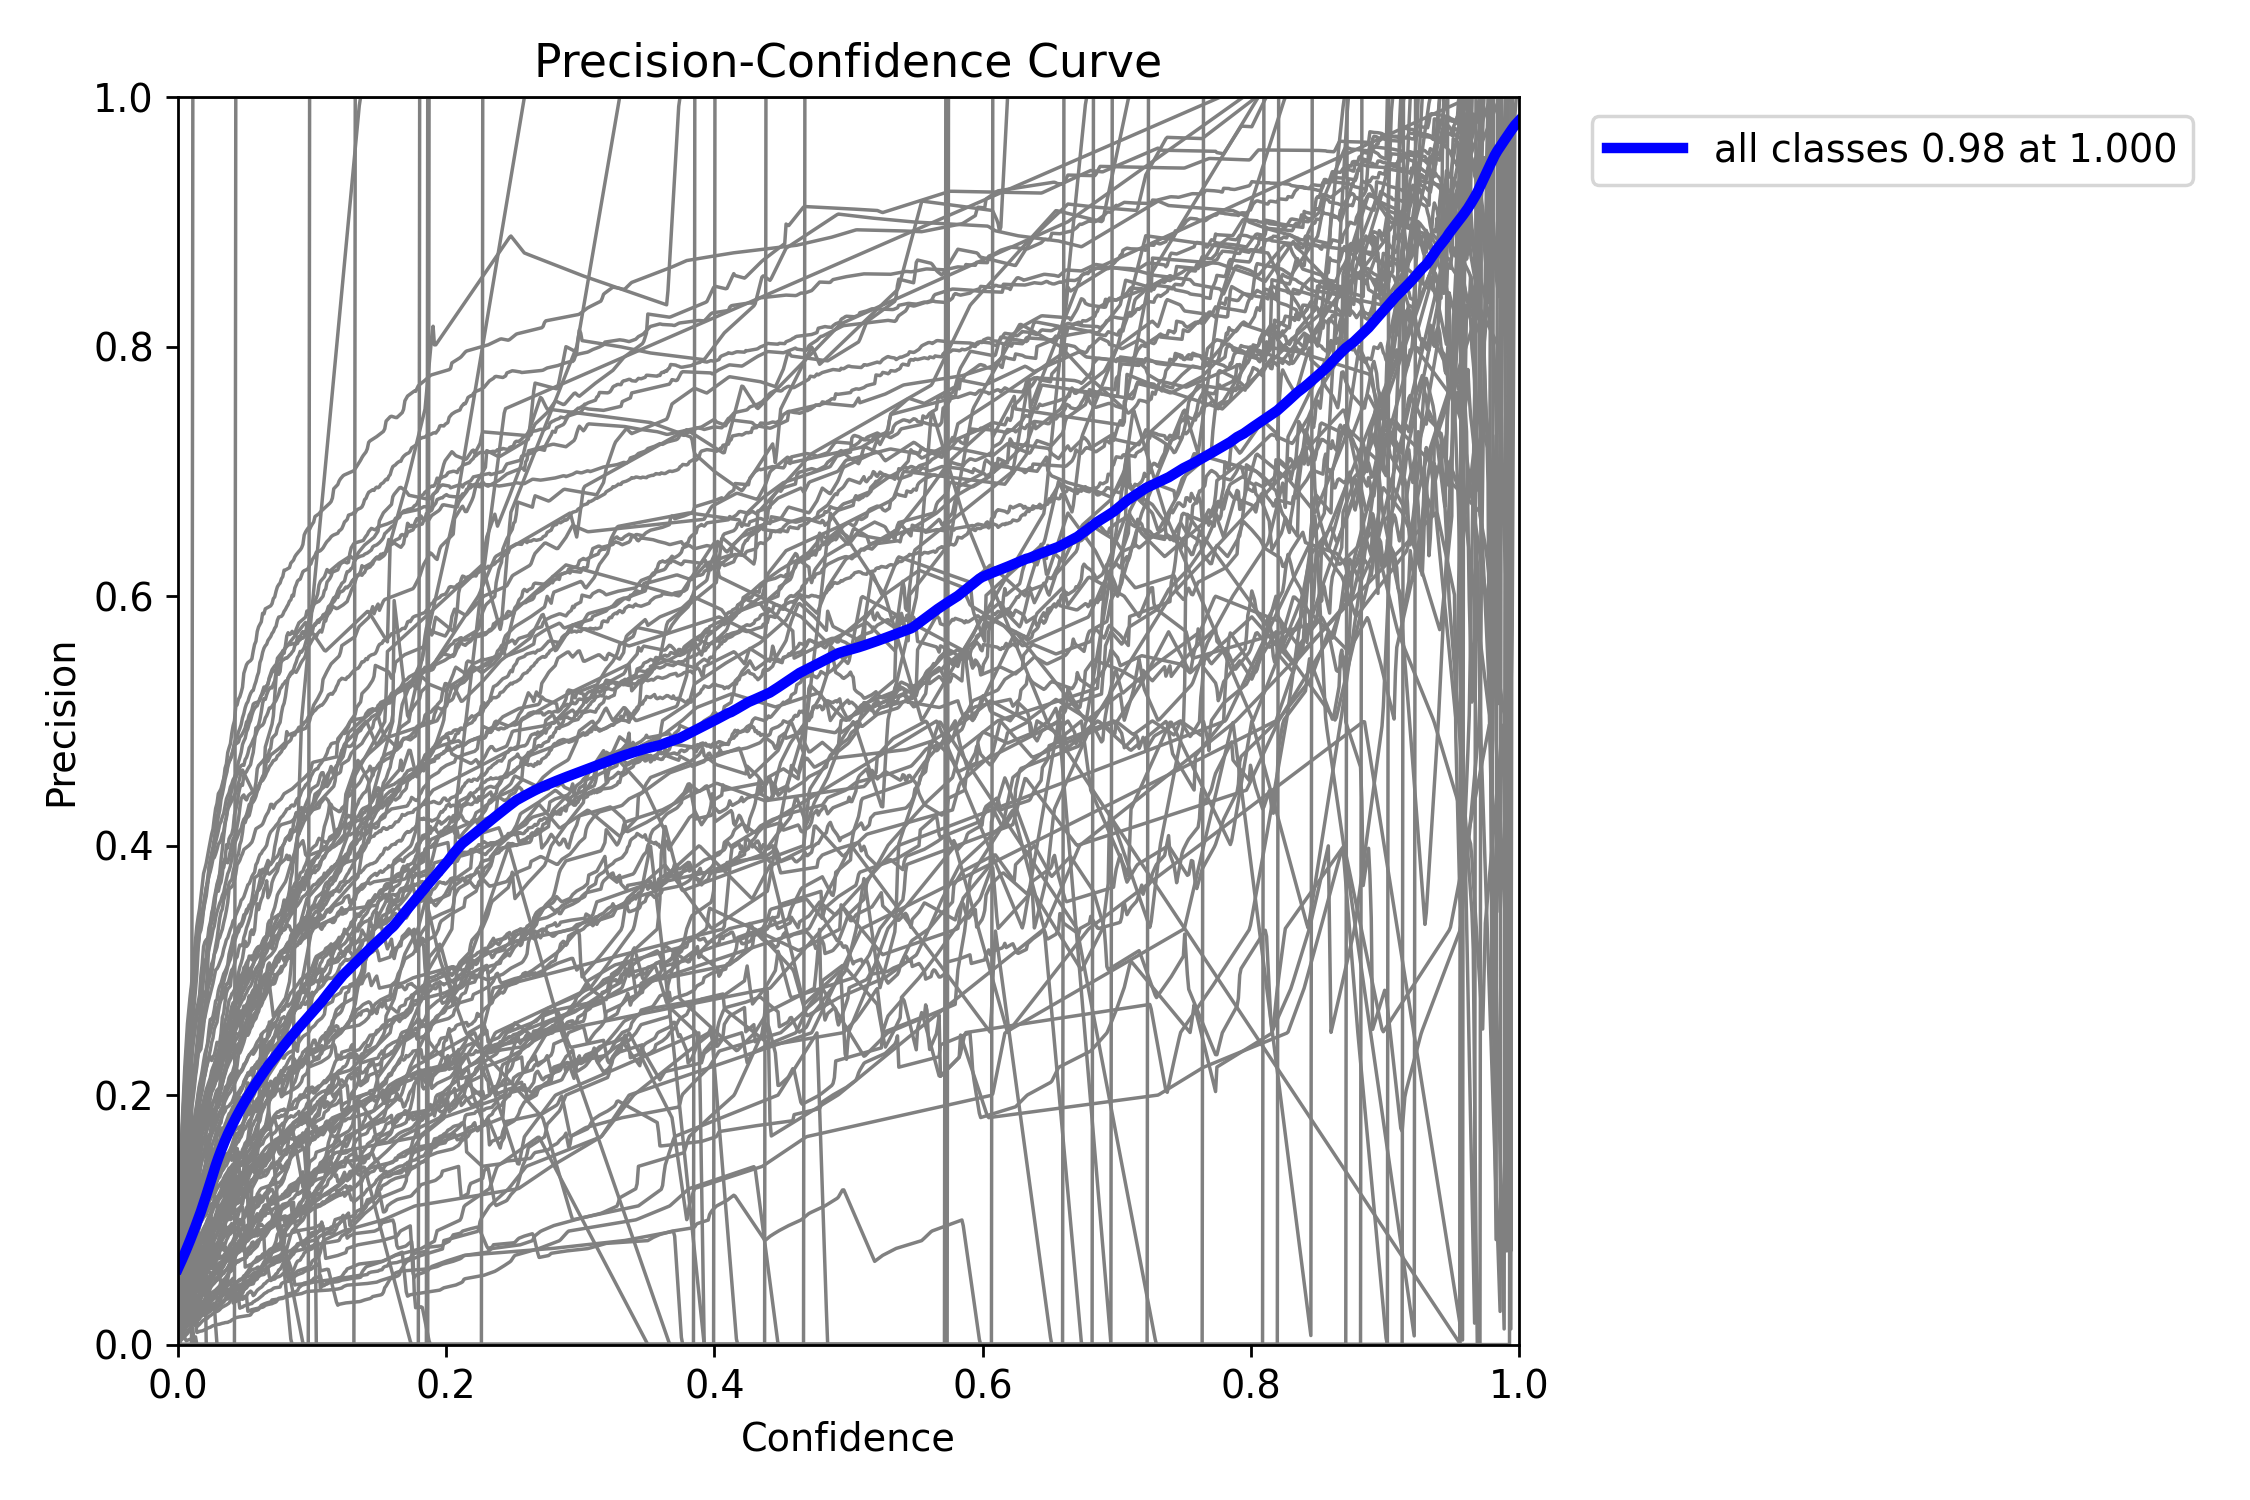 Precision-Confidence Curve
all classes 0.98 at 1.000
1.0
0.8
0.6
0.4
0.2
0.0
Precision
0.0 0.2 0.4 0.6 0.8 1.0
Confidence